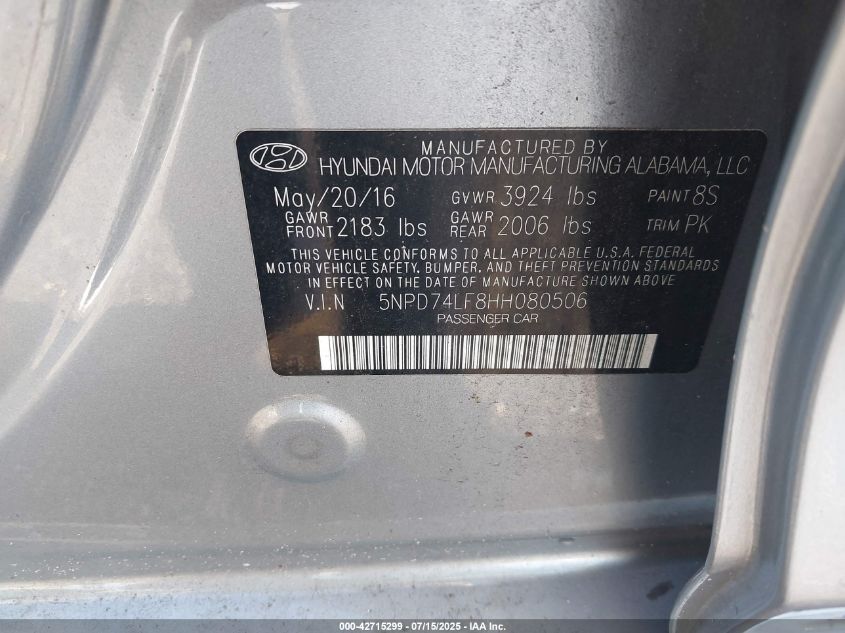 MANUFACTURED BY
HYUNDAI MOTOR MANUFACTURING ALABAMA, LLC
May/20/16 GVWR 3924 lbs PAINT 8S
GAWR FRONT 2183 lbs GAWR REAR 2006 lbs TRIM PK
THIS VEHICLE CONFORMS TO ALL APPLICABLE U.S.A. FEDERAL
MOTOR VEHICLE SAFETY, BUMPER, AND THEFT PREVENTION STANDARDS
IN EFFECT ON THE DATE OF MANUFACTURE SHOWN ABOVE
V.I.N 5NPD74LF8HH080506
PASSENGER CAR
000-42715299 - 07/15/2025 - IAA Inc.